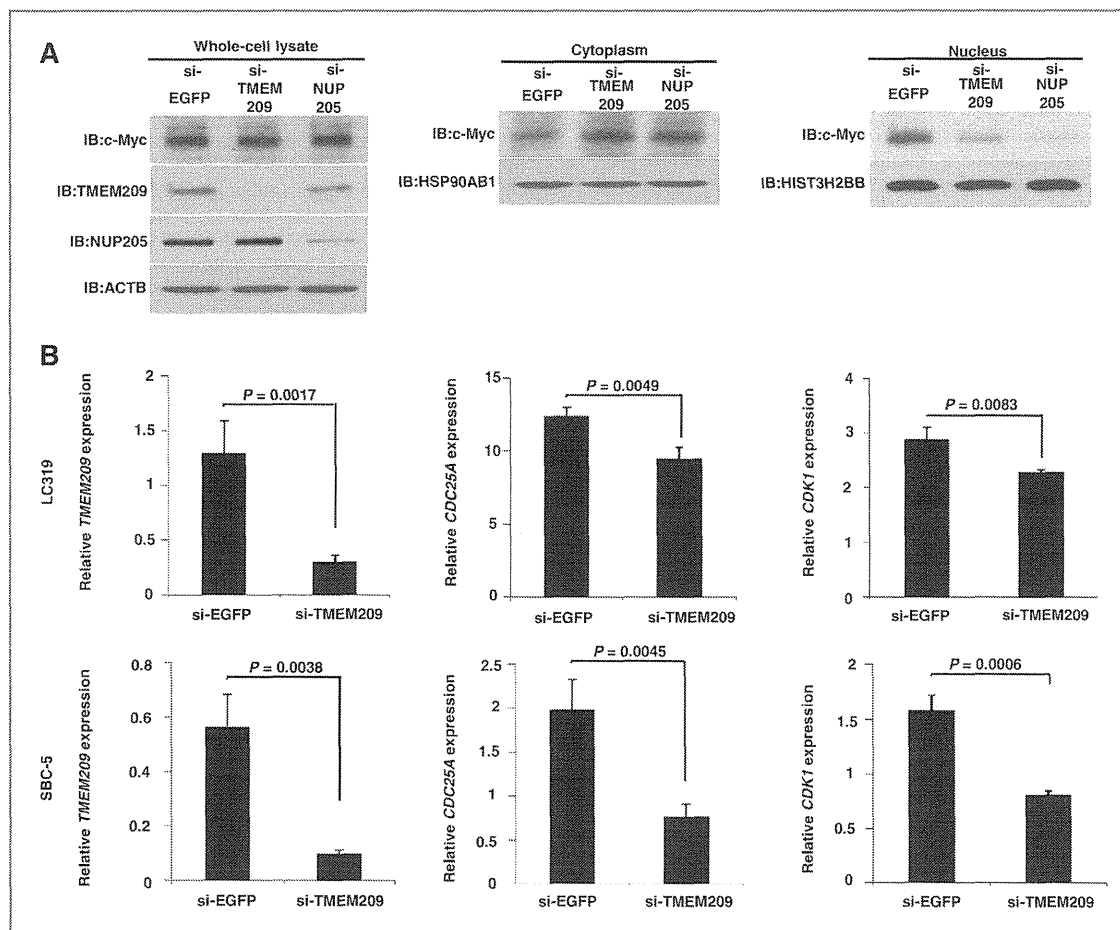 A
Whole-cell lysate
si-
EGFP
si-
TMEM
209
si-
NUP
205
IB:c-Myc
IB:TMEM209
IB:NUP205
IB:ACTB
Cytoplasm
si-
EGFP
si-
TMEM
209
si-
NUP
205
IB:c-Myc
IB:HSP90AB1
Nucleus
si-
EGFP
si-
TMEM
209
si-
NUP
205
IB:c-Myc
IB:HIST3H2BB
B
LC319
Relative TMEM209 expression
2
1.5
1
0.5
0
P = 0.0017
si-EGFP si-TMEM209
Relative CDC25A expression
15
10
5
0
P = 0.0049
si-EGFP si-TMEM209
Relative CDK1 expression
4
3
2
1
0
P = 0.0083
si-EGFP si-TMEM209
SBC-5
Relative TMEM209 expression
0.8
0.6
0.4
0.2
0
P = 0.0038
si-EGFP si-TMEM209
Relative CDC25A expression
2.5
2
1.5
1
0.5
0
P = 0.0045
si-EGFP si-TMEM209
Relative CDK1 expression
2
1.5
1
0.5
0
P = 0.0006
si-EGFP si-TMEM209